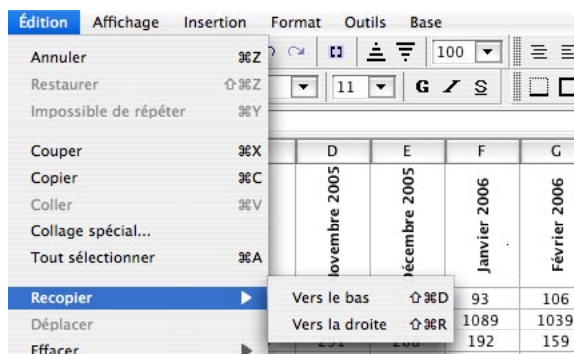 Édition Affichage Insertion Format Outils Base
Annuler ⌘Z
100
Restaurer ⇧⌘Z
11 G I S
Impossible de répéter ⌘Y
Couper ⌘X
D E F G
Copier ⌘C
Coller ⌘V
Collage spécial...
Tout sélectionner ⌘A
Novembre 2005
Décembre 2005
Janvier 2006
Février 2006
Recopier
Vers le bas ⇧⌘D 93 106
Déplacer
Vers la droite ⇧⌘R 1089 1039
Effacer
192 159